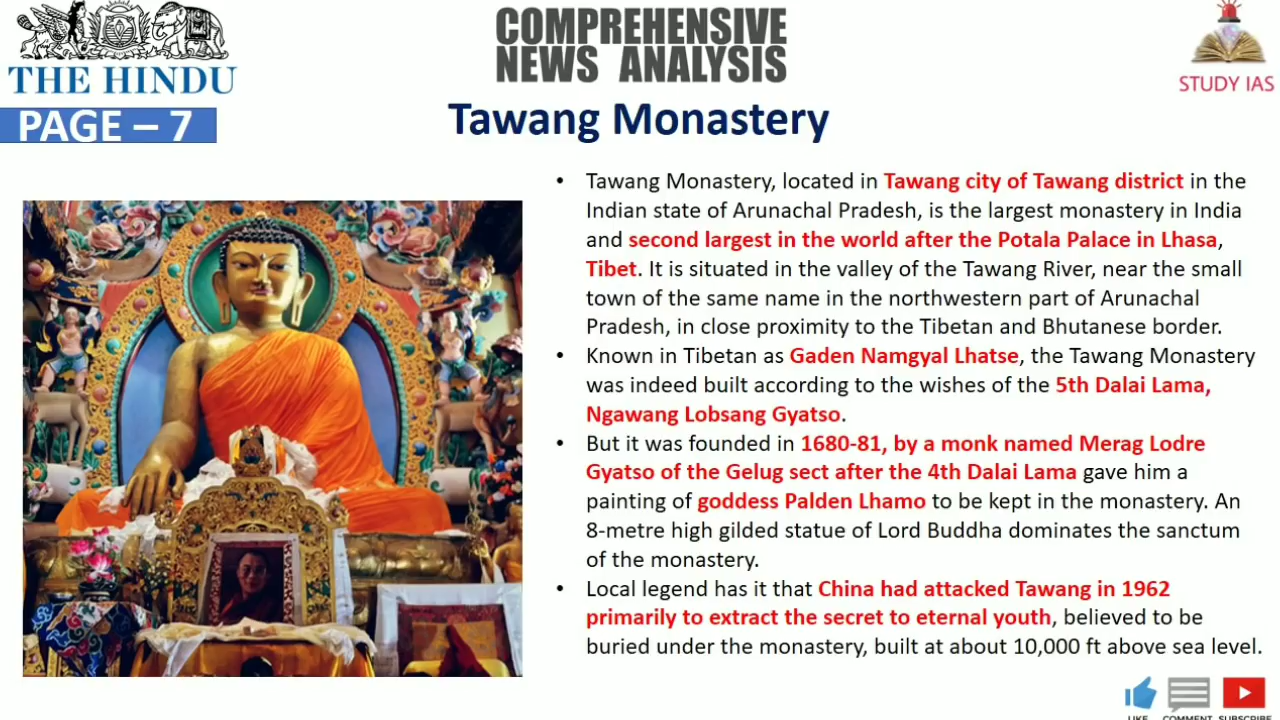 THE HINDU
COMPREHENSIVE
NEWS ANALYSIS
STUDY IAS
PAGE – 7
Tawang Monastery
• Tawang Monastery, located in Tawang city of Tawang district in the
Indian state of Arunachal Pradesh, is the largest monastery in India
and second largest in the world after the Potala Palace in Lhasa,
Tibet. It is situated in the valley of the Tawang River, near the small
town of the same name in the northwestern part of Arunachal
Pradesh, in close proximity to the Tibetan and Bhutanese border.
• Known in Tibetan as Gaden Namgyal Lhatse, the Tawang Monastery
was indeed built according to the wishes of the 5th Dalai Lama,
Ngawang Lobsang Gyatso.
• But it was founded in 1680-81, by a monk named Merag Lodre
Gyatso of the Gelug sect after the 4th Dalai Lama gave him a
painting of goddess Palden Lhamo to be kept in the monastery. An
8-metre high gilded statue of Lord Buddha dominates the sanctum
of the monastery.
• Local legend has it that China had attacked Tawang in 1962
primarily to extract the secret to eternal youth, believed to be
buried under the monastery, built at about 10,000 ft above sea level.
LIKE COMMENT SUBSCRIBE